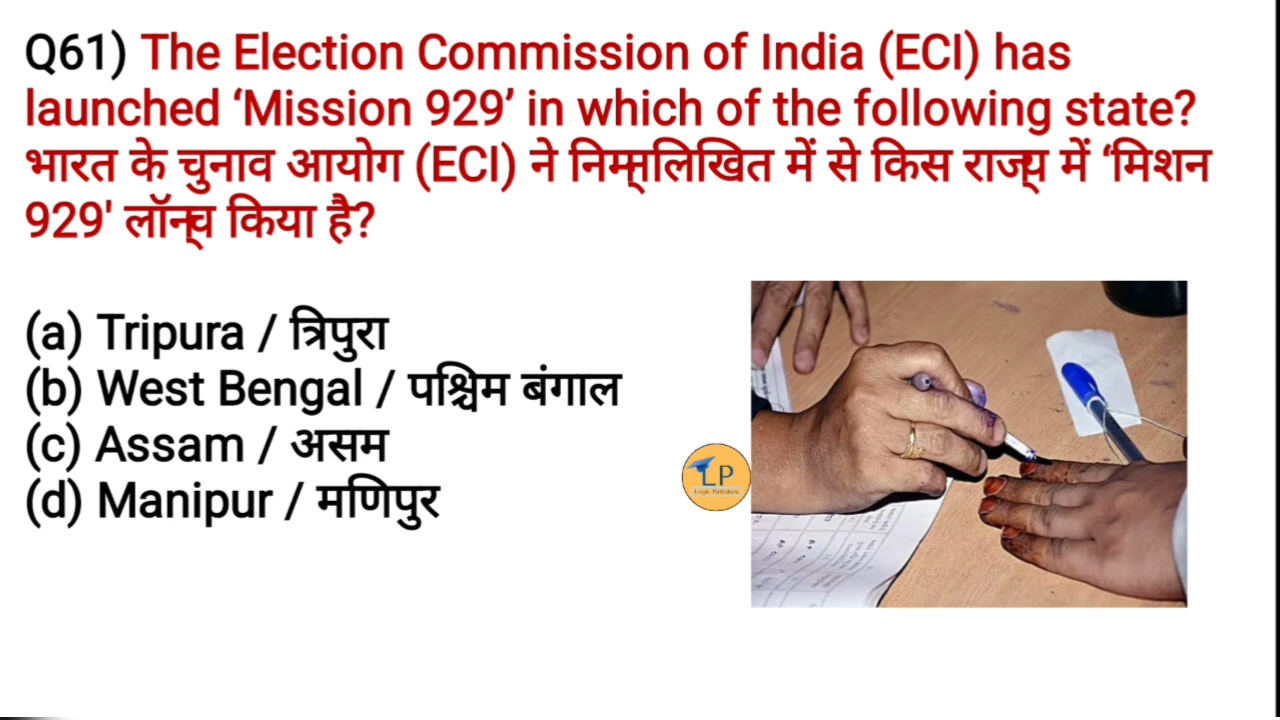 Q61) The Election Commission of India (ECI) has
launched ‘Mission 929’ in which of the following state?
भारत के चुनाव आयोग (ECI) ने निम्नलिखित में से किस राज्य में ‘मिशन
929' लॉन्च किया है?
(a) Tripura / त्रिपुरा
(b) West Bengal / पश्चिम बंगाल
(c) Assam / असम
(d) Manipur / मणिपुर
LP